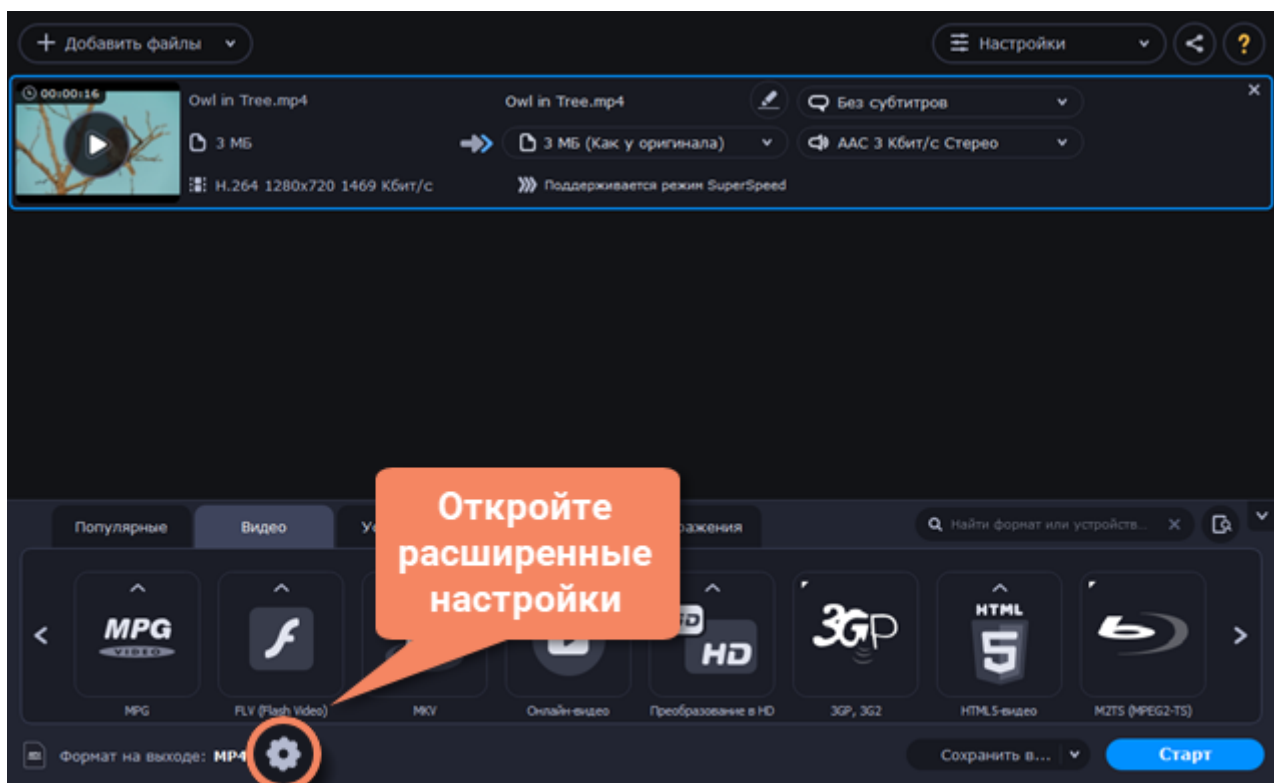 + Добавить файлы
Настройки
?
00:00:16
Owl in Tree.mp4
Owl in Tree.mp4
Без субтитров
3 МБ
3 МБ (Как у оригинала)
AAC 3 Кбит/с Стерео
H.264 1280x720 1469 Кбит/с
Поддерживается режим SuperSpeed
Откройте
расширенные
настройки
Популярные
Видео
Найти формат или устройств...
MPG
VIDEO
HD
3GP
HTML
5
MPG
FLV (Flash Video)
MKV
Онлайн-видео
Преобразование в HD
3GP, 3G2
HTML5-видео
M2TS (MPEG2-TS)
Формат на выходе: MP4
Сохранить в...
Старт